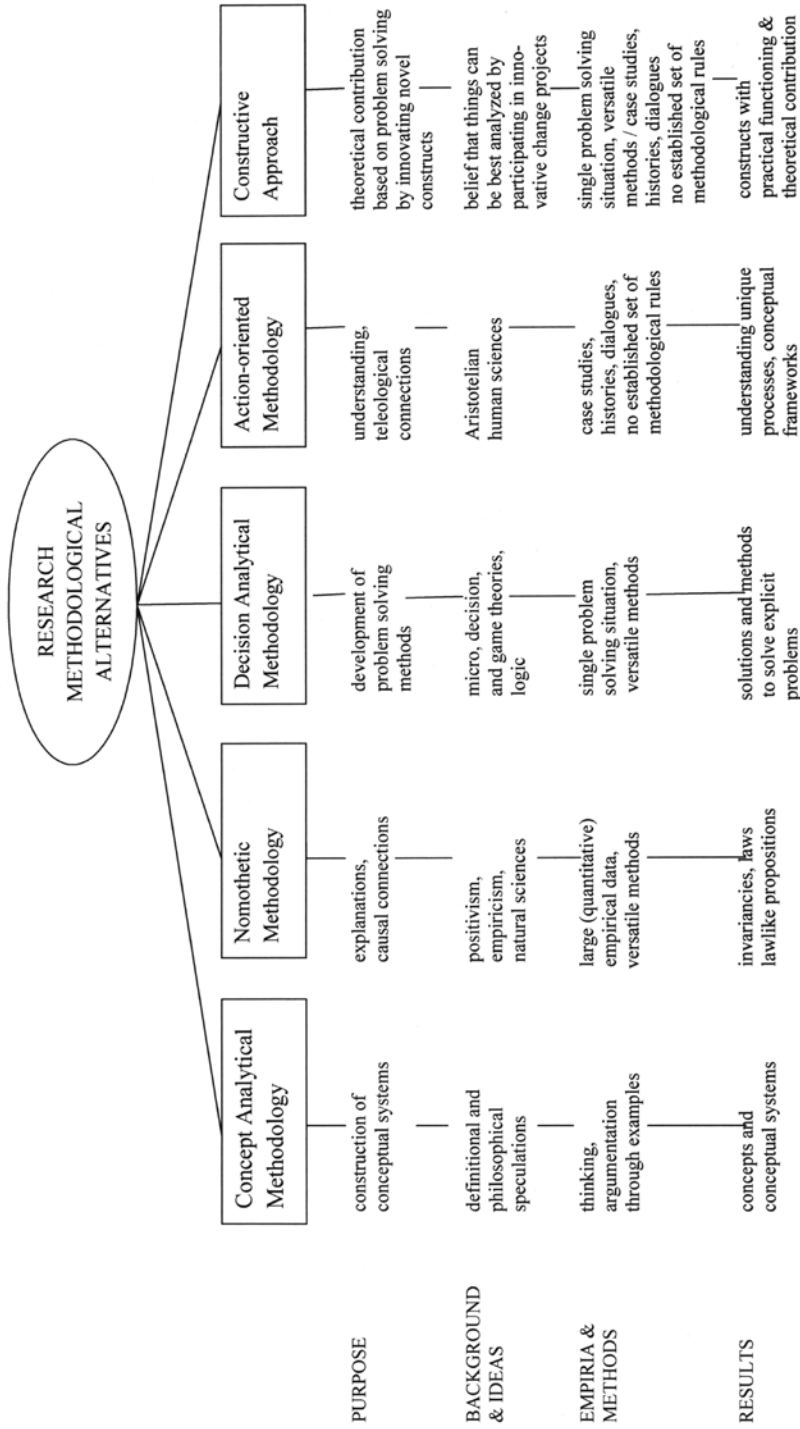 RESEARCH
METHODOLOGICAL
ALTERNATIVES
Concept Analytical
Methodology
Nomothetic
Methodology
Decision Analytical
Methodology
Action-oriented
Methodology
Constructive
Approach
PURPOSE
construction of
conceptual systems
explanations,
causal connections
development of
problem solving
methods
understanding,
teleological
connections
theoretical contribution
based on problem solving
by innovating novel
constructs
BACKGROUND
& IDEAS
definitional and
philosophical
speculations
positivism,
empiricism,
natural sciences
micro, decision,
and game theories,
logic
Aristotelian
human sciences
belief that things can
be best analyzed by
participating in inno-
vative change projects
EMPIRIA &
METHODS
thinking,
argumentation
through examples
large (quantitative)
empirical data,
versatile methods
single problem
solving situation,
versatile methods
case studies,
histories, dialogues,
no established set of
methodological rules
single problem solving
situation, versatile
methods / case studies,
histories, dialogues
no established set of
methodological rules
RESULTS
concepts and
conceptual systems
invariancies, laws
lawlike propositions
solutions and methods
to solve explicit
problems
understanding unique
processes, conceptual
frameworks
constructs with
practical functioning &
theoretical contribution